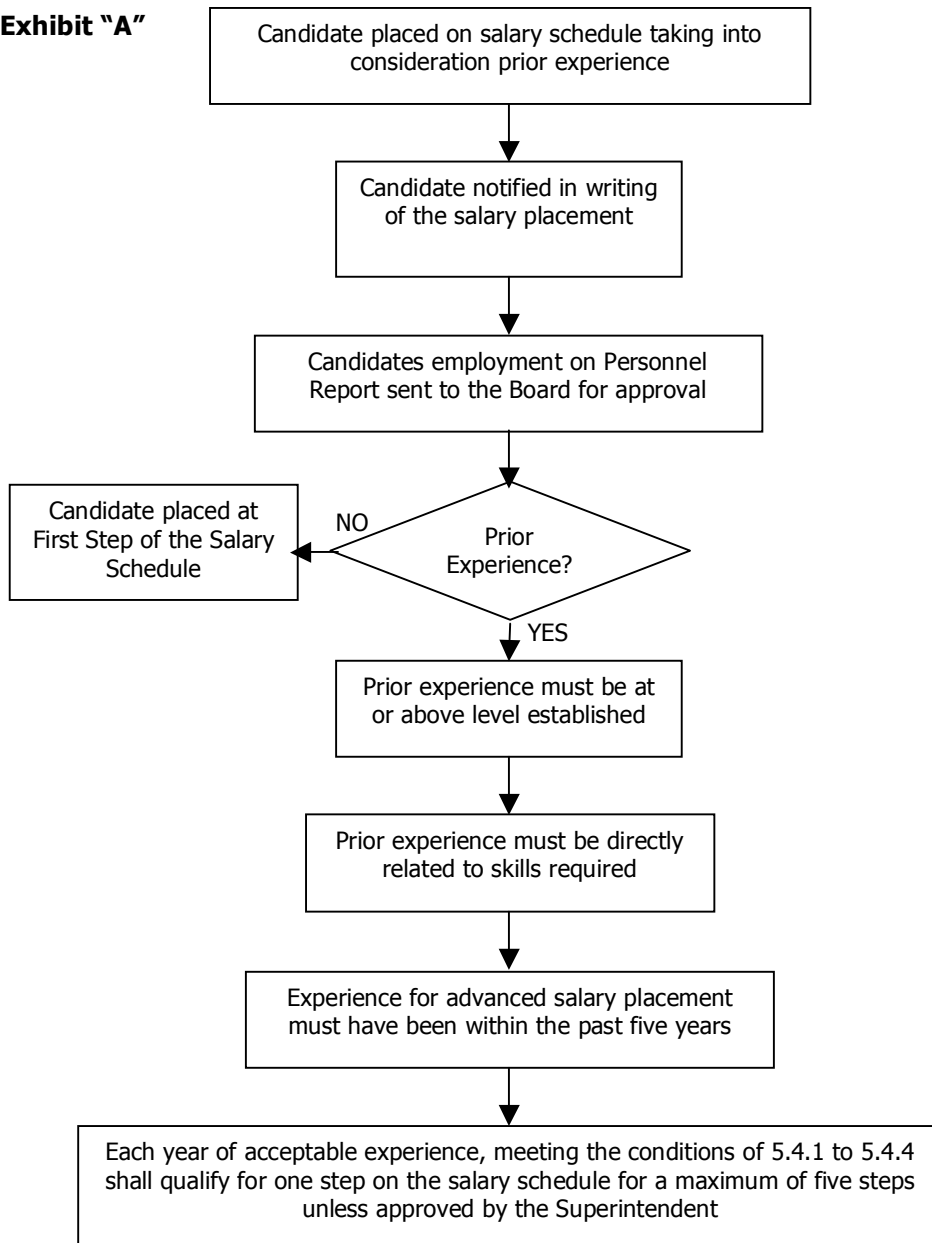 Exhibit “A”
Candidate placed on salary schedule taking into
consideration prior experience
Candidate notified in writing
of the salary placement
Candidates employment on Personnel
Report sent to the Board for approval
Candidate placed at
First Step of the Salary
Schedule
NO
Prior
Experience?
YES
Prior experience must be at
or above level established
Prior experience must be directly
related to skills required
Experience for advanced salary placement
must have been within the past five years
Each year of acceptable experience, meeting the conditions of 5.4.1 to 5.4.4
shall qualify for one step on the salary schedule for a maximum of five steps
unless approved by the Superintendent